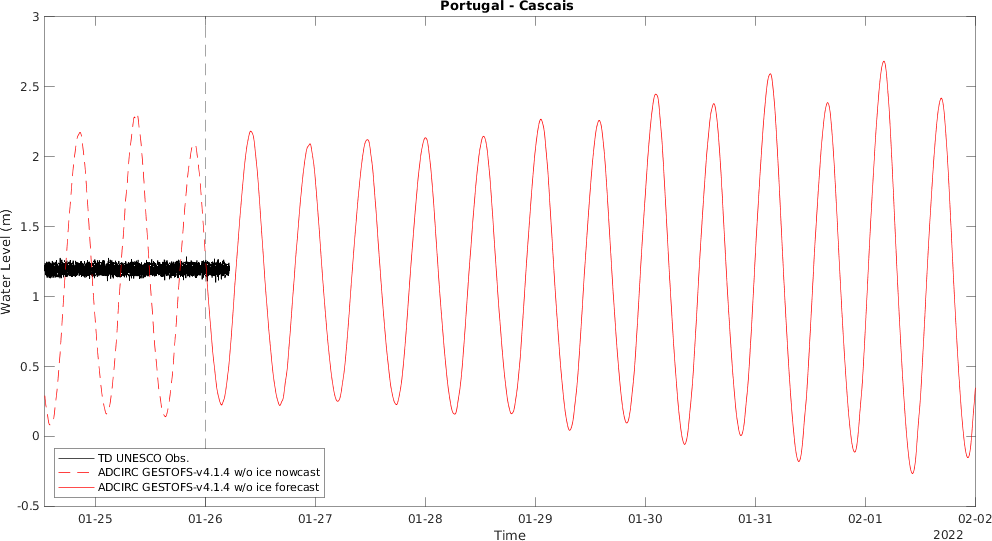 Portugal - Cascais
3
2.5
2
1.5
1
0.5
0
-0.5
Water Level (m)
01-25 01-26 01-27 01-28 01-29 01-30 01-31 02-01 02-02
Time
2022
TD UNESCO Obs.
ADCIRC GESTOFS-v4.1.4 w/o ice nowcast
ADCIRC GESTOFS-v4.1.4 w/o ice forecast